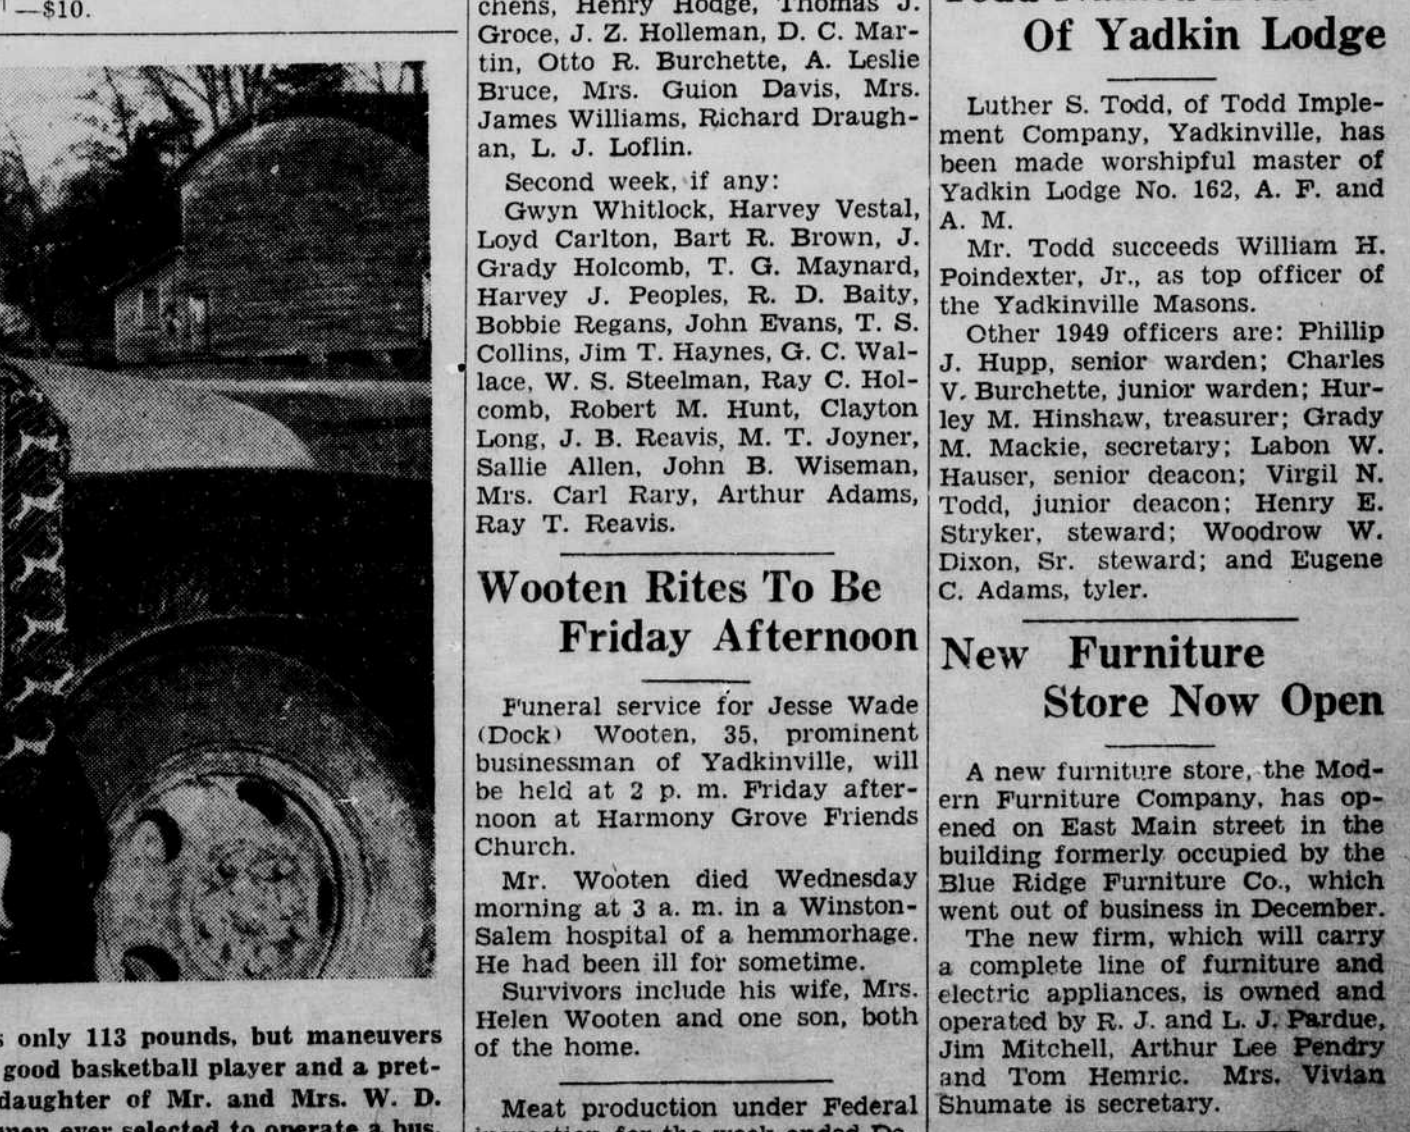 —$10.
s only 113 pounds, but maneuvers
good basketball player and a pret-
daughter of Mr. and Mrs. W. D.
ever selected to operate a bus.
chens, Henry Hodge, Thomas J.
Groce, J. Z. Holleman, D. C. Mar-
tin, Otto R. Burchette, A. Leslie
Bruce, Mrs. Guion Davis, Mrs.
James Williams, Richard Draugh-
an, L. J. Loflin.
Second week, if any:
Gwyn Whitlock, Harvey Vestal,
Loyd Carlton, Bart R. Brown, J.
Grady Holcomb, T. G. Maynard,
Harvey J. Peoples, R. D. Baity,
Bobbie Regans, John Evans, T. S.
Collins, Jim T. Haynes, G. C. Wal-
lace, W. S. Steelman, Ray C. Hol-
comb, Robert M. Hunt, Clayton
Long, J. B. Reavis, M. T. Joyner,
Sallie Allen, John B. Wiseman,
Mrs. Carl Rary, Arthur Adams,
Ray T. Reavis.
Wooten Rites To Be
Friday Afternoon
Funeral service for Jesse Wade
(Dock) Wooten, 35, prominent
businessman of Yadkinville, will
be held at 2 p. m. Friday after-
noon at Harmony Grove Friends
Church.
Mr. Wooten died Wednesday
morning at 3 a. m. in a Winston-
Salem hospital of a hemmorhage.
He had been ill for sometime.
Survivors include his wife, Mrs.
Helen Wooten and one son, both
of the home.
Meat production under Federal
Of Yadkin Lodge
Luther S. Todd, of Todd Imple-
ment Company, Yadkinville, has
been made worshipful master of
Yadkin Lodge No. 162, A. F. and
A. M.
Mr. Todd succeeds William H.
Poindexter, Jr., as top officer of
the Yadkinville Masons.
Other 1949 officers are: Phillip
J. Hupp, senior warden; Charles
V. Burchette, junior warden; Hur-
ley M. Hinshaw, treasurer; Grady
M. Mackie, secretary; Labon W.
Hauser, senior deacon; Virgil N.
Todd, junior deacon; Henry E.
Stryker, steward; Woodrow W.
Dixon, Sr. steward; and Eugene
C. Adams, tyler.
New Furniture
Store Now Open
A new furniture store, the Mod-
ern Furniture Company, has op-
ened on East Main street in the
building formerly occupied by the
Blue Ridge Furniture Co., which
went out of business in December.
The new firm, which will carry
a complete line of furniture and
electric appliances, is owned and
operated by R. J. and L. J. Pardue,
Jim Mitchell, Arthur Lee Pendry
and Tom Hemric. Mrs. Vivian
Shumate is secretary.